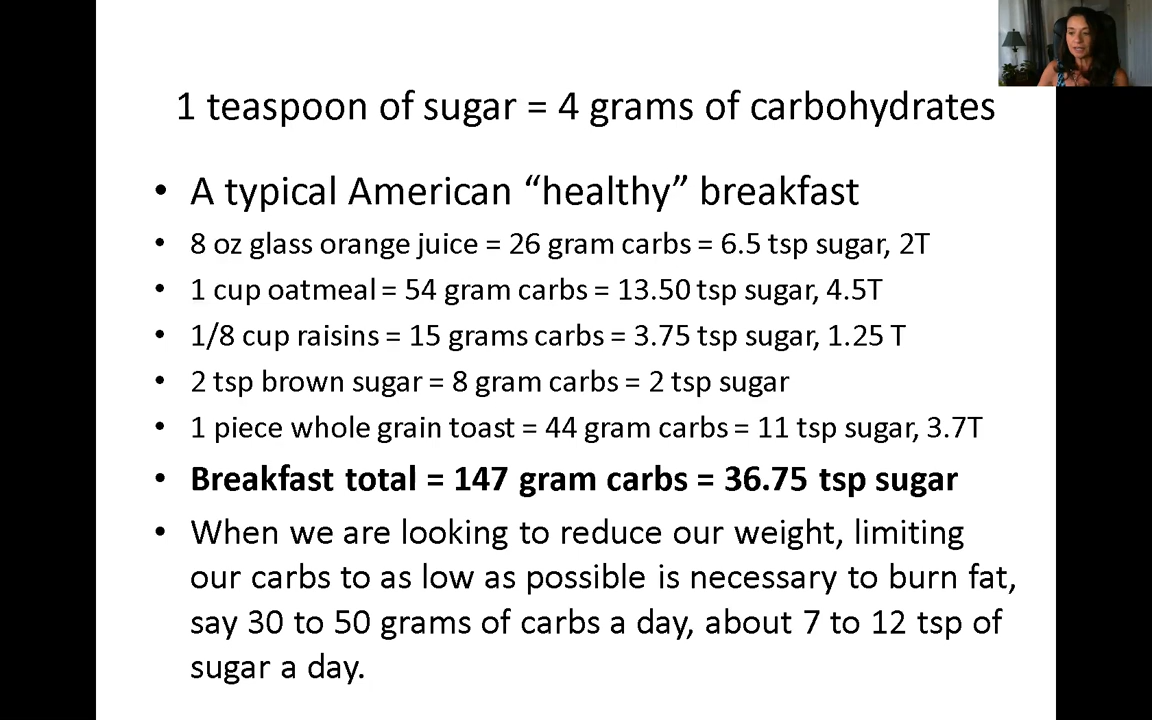 1 teaspoon of sugar = 4 grams of carbohydrates
• A typical American “healthy” breakfast
• 8 oz glass orange juice = 26 gram carbs = 6.5 tsp sugar, 2T
• 1 cup oatmeal = 54 gram carbs = 13.50 tsp sugar, 4.5T
• 1/8 cup raisins = 15 grams carbs = 3.75 tsp sugar, 1.25 T
• 2 tsp brown sugar = 8 gram carbs = 2 tsp sugar
• 1 piece whole grain toast = 44 gram carbs = 11 tsp sugar, 3.7T
• Breakfast total = 147 gram carbs = 36.75 tsp sugar
• When we are looking to reduce our weight, limiting
our carbs to as low as possible is necessary to burn fat,
say 30 to 50 grams of carbs a day, about 7 to 12 tsp of
sugar a day.